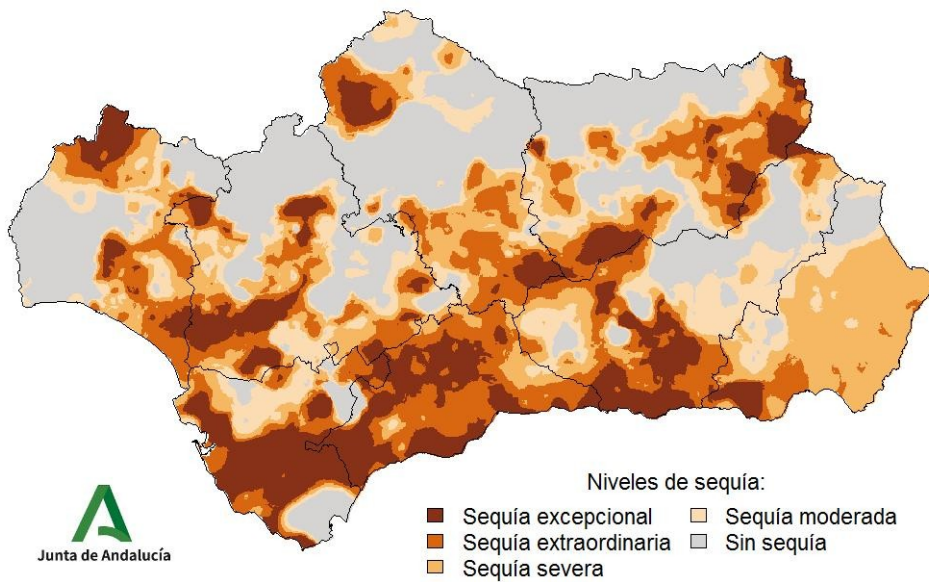 Niveles de sequía:
Sequía excepcional
Sequía extraordinaria
Sequía severa
Sequía moderada
Sin sequía
Junta de Andalucía